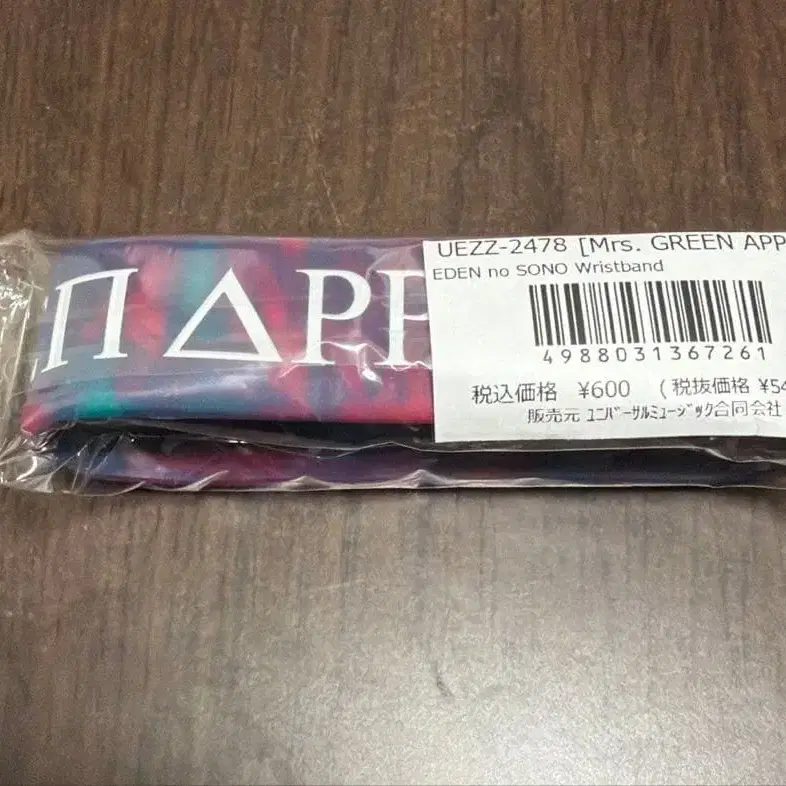 Π ΔPP
UEZZ-2478 [Mrs. GREEN APP
EDEN no SONO Wristband
4988031367261
税込価格 ¥600 (税抜価格 ¥54
販売元 ﾕﾆﾊﾞｰｻﾙﾐｭｰｼﾞｯｸ合同会社